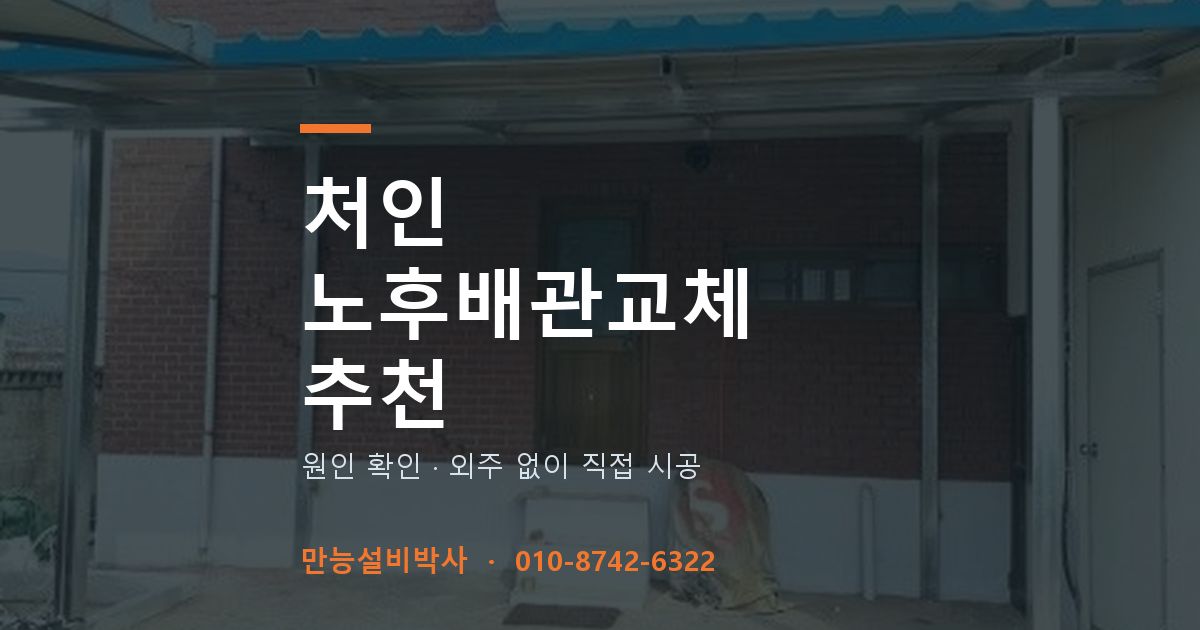 처인
노후배관교체
추천
원인 확인 · 외주 없이 직접 시공
만능설비박사 · 010-8742-6322
S